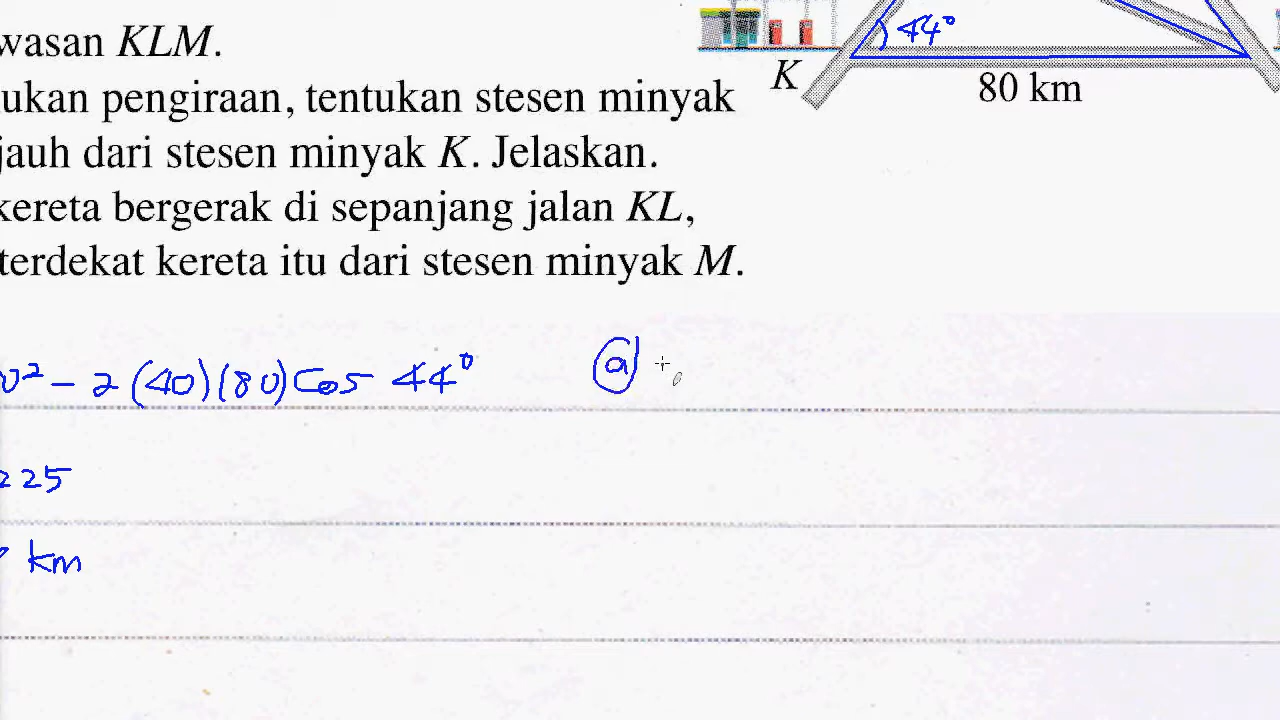 44°
wasan KLM.
K
80 km
ukan pengiraan, tentukan stesen minyak
jauh dari stesen minyak K. Jelaskan.
kereta bergerak di sepanjang jalan KL,
terdekat kereta itu dari stesen minyak M.
0² - 2 (40)(80) Cos 44°
a
225
km